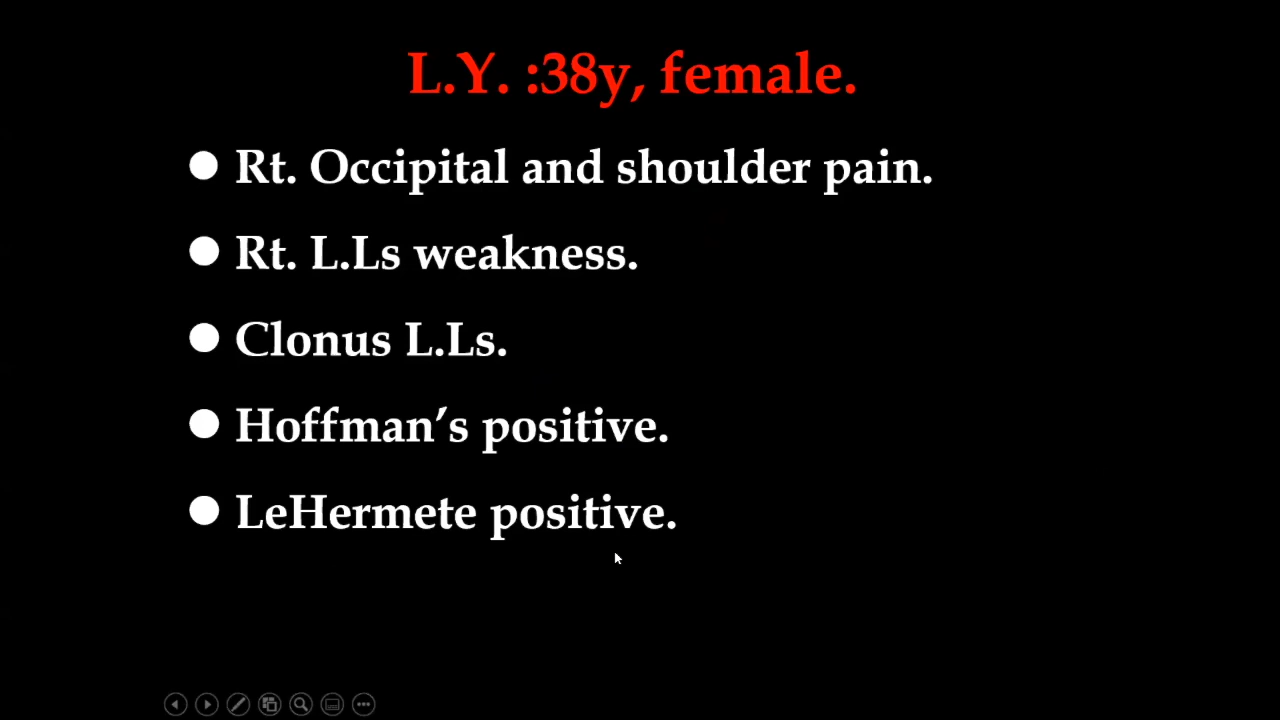 L.Y. :38y, female.
● Rt. Occipital and shoulder pain.
● Rt. L.Ls weakness.
● Clonus L.Ls.
● Hoffman’s positive.
● LeHermete positive.